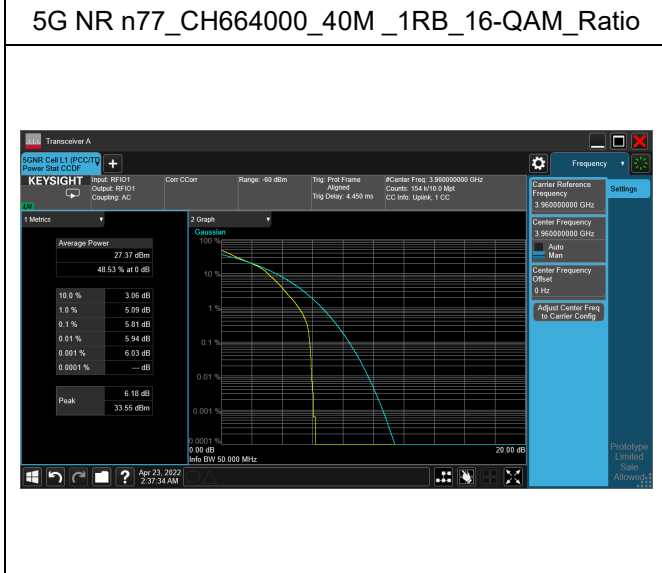 5G NR n77_CH664000_40M _1RB_16-QAM_Ratio
Transceiver A
5GNR Cell L1 (PCC/TD
Power Stat CCDF
+
Frequency
KEYSIGHT
Input: RFIO1
Output: RFIO1
Coupling: AC
Corr CCorr
Range: -60 dBm
Trig: Prot Frame
Aligned
Trig Delay: 4.450 ms
#Center Freq: 3.960000000 GHz
Counts: 154 k/10.0 Mpt
CC Info: Uplink, 1 CC
Carrier Reference
Frequency
3.960000000 GHz
Settings
Center Frequency
3.960000000 GHz
Auto
Man
Center Frequency
Offset
0 Hz
Adjust Center Freq
to Carrier Config
1 Metrics
Average Power
27.37 dBm
48.53 % at 0 dB
10.0 % 3.06 dB
1.0 % 5.09 dB
0.1 % 5.81 dB
0.01 % 5.94 dB
0.001 % 6.03 dB
0.0001 % --- dB
Peak
6.18 dB
33.55 dBm
2 Graph
Gaussian
100 %
10 %
1 %
0.1 %
0.01 %
0.001 %
0.0001 %
0.00 dB 20.00 dB
Info BW 50.000 MHz
Prototype
Limited
Sale
Allowed
?
Apr 23, 2022
2:37:34 AM